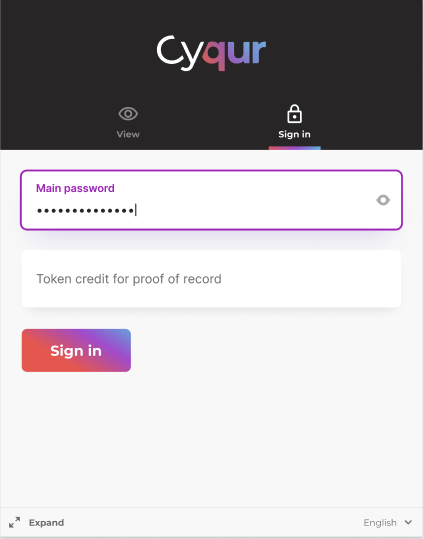 Cyqur
View
Sign in
Main password
••••••••••••••
Token credit for proof of record
Sign in
Expand
English